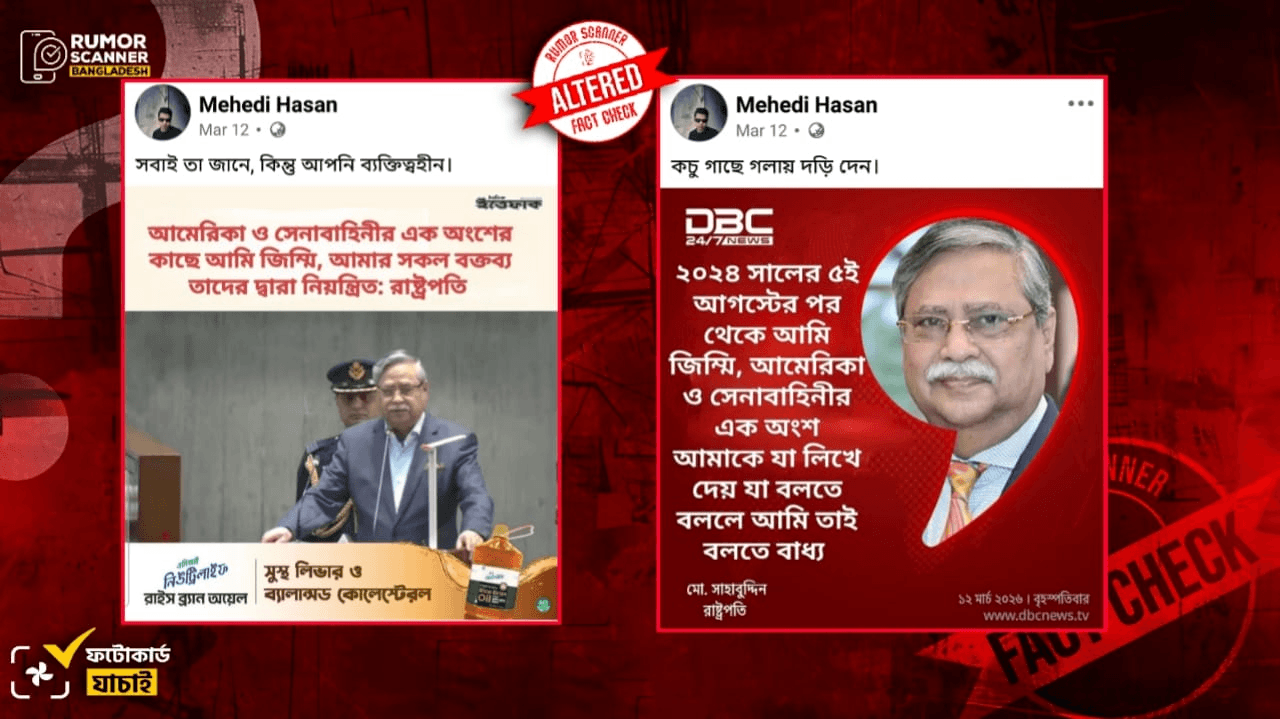 RUMOR
SCANNER
BANGLADESH
RUMOR SCANNER
ALTERED
FACT CHECK
Mehedi Hasan
Mar 12 •
সবাই তা জানে, কিন্তু আপনি ব্যক্তিত্বহীন।
ইত্তেফাক
আমেরিকা ও সেনাবাহিনীর এক অংশের
কাছে আমি জিম্মি, আমার সকল বক্তব্য
তাদের দ্বারা নিয়ন্ত্রিত: রাষ্ট্রপতি
নিউট্রিলাইফ
রাইস ব্র্যান অয়েল
সুস্থ লিভার ও
ব্যালান্সড কোলেস্টেরল
Mehedi Hasan
Mar 12 •
কচু গাছে গলায় দড়ি দেন।
DBC
24/7 NEWS
২০২৪ সালের ৫ই
আগস্টের পর
থেকে আমি
জিম্মি, আমেরিকা
ও সেনাবাহিনীর
এক অংশ
আমাকে যা লিখে
দেয় যা বলতে
বললে আমি তাই
বলতে বাধ্য
মো. সাহাবুদ্দিন
রাষ্ট্রপতি
১২ মার্চ ২০২৬ । বৃহস্পতিবার
www.dbcnews.tv
ফটোকার্ড
যাচাই
NNER
FACT CHECK